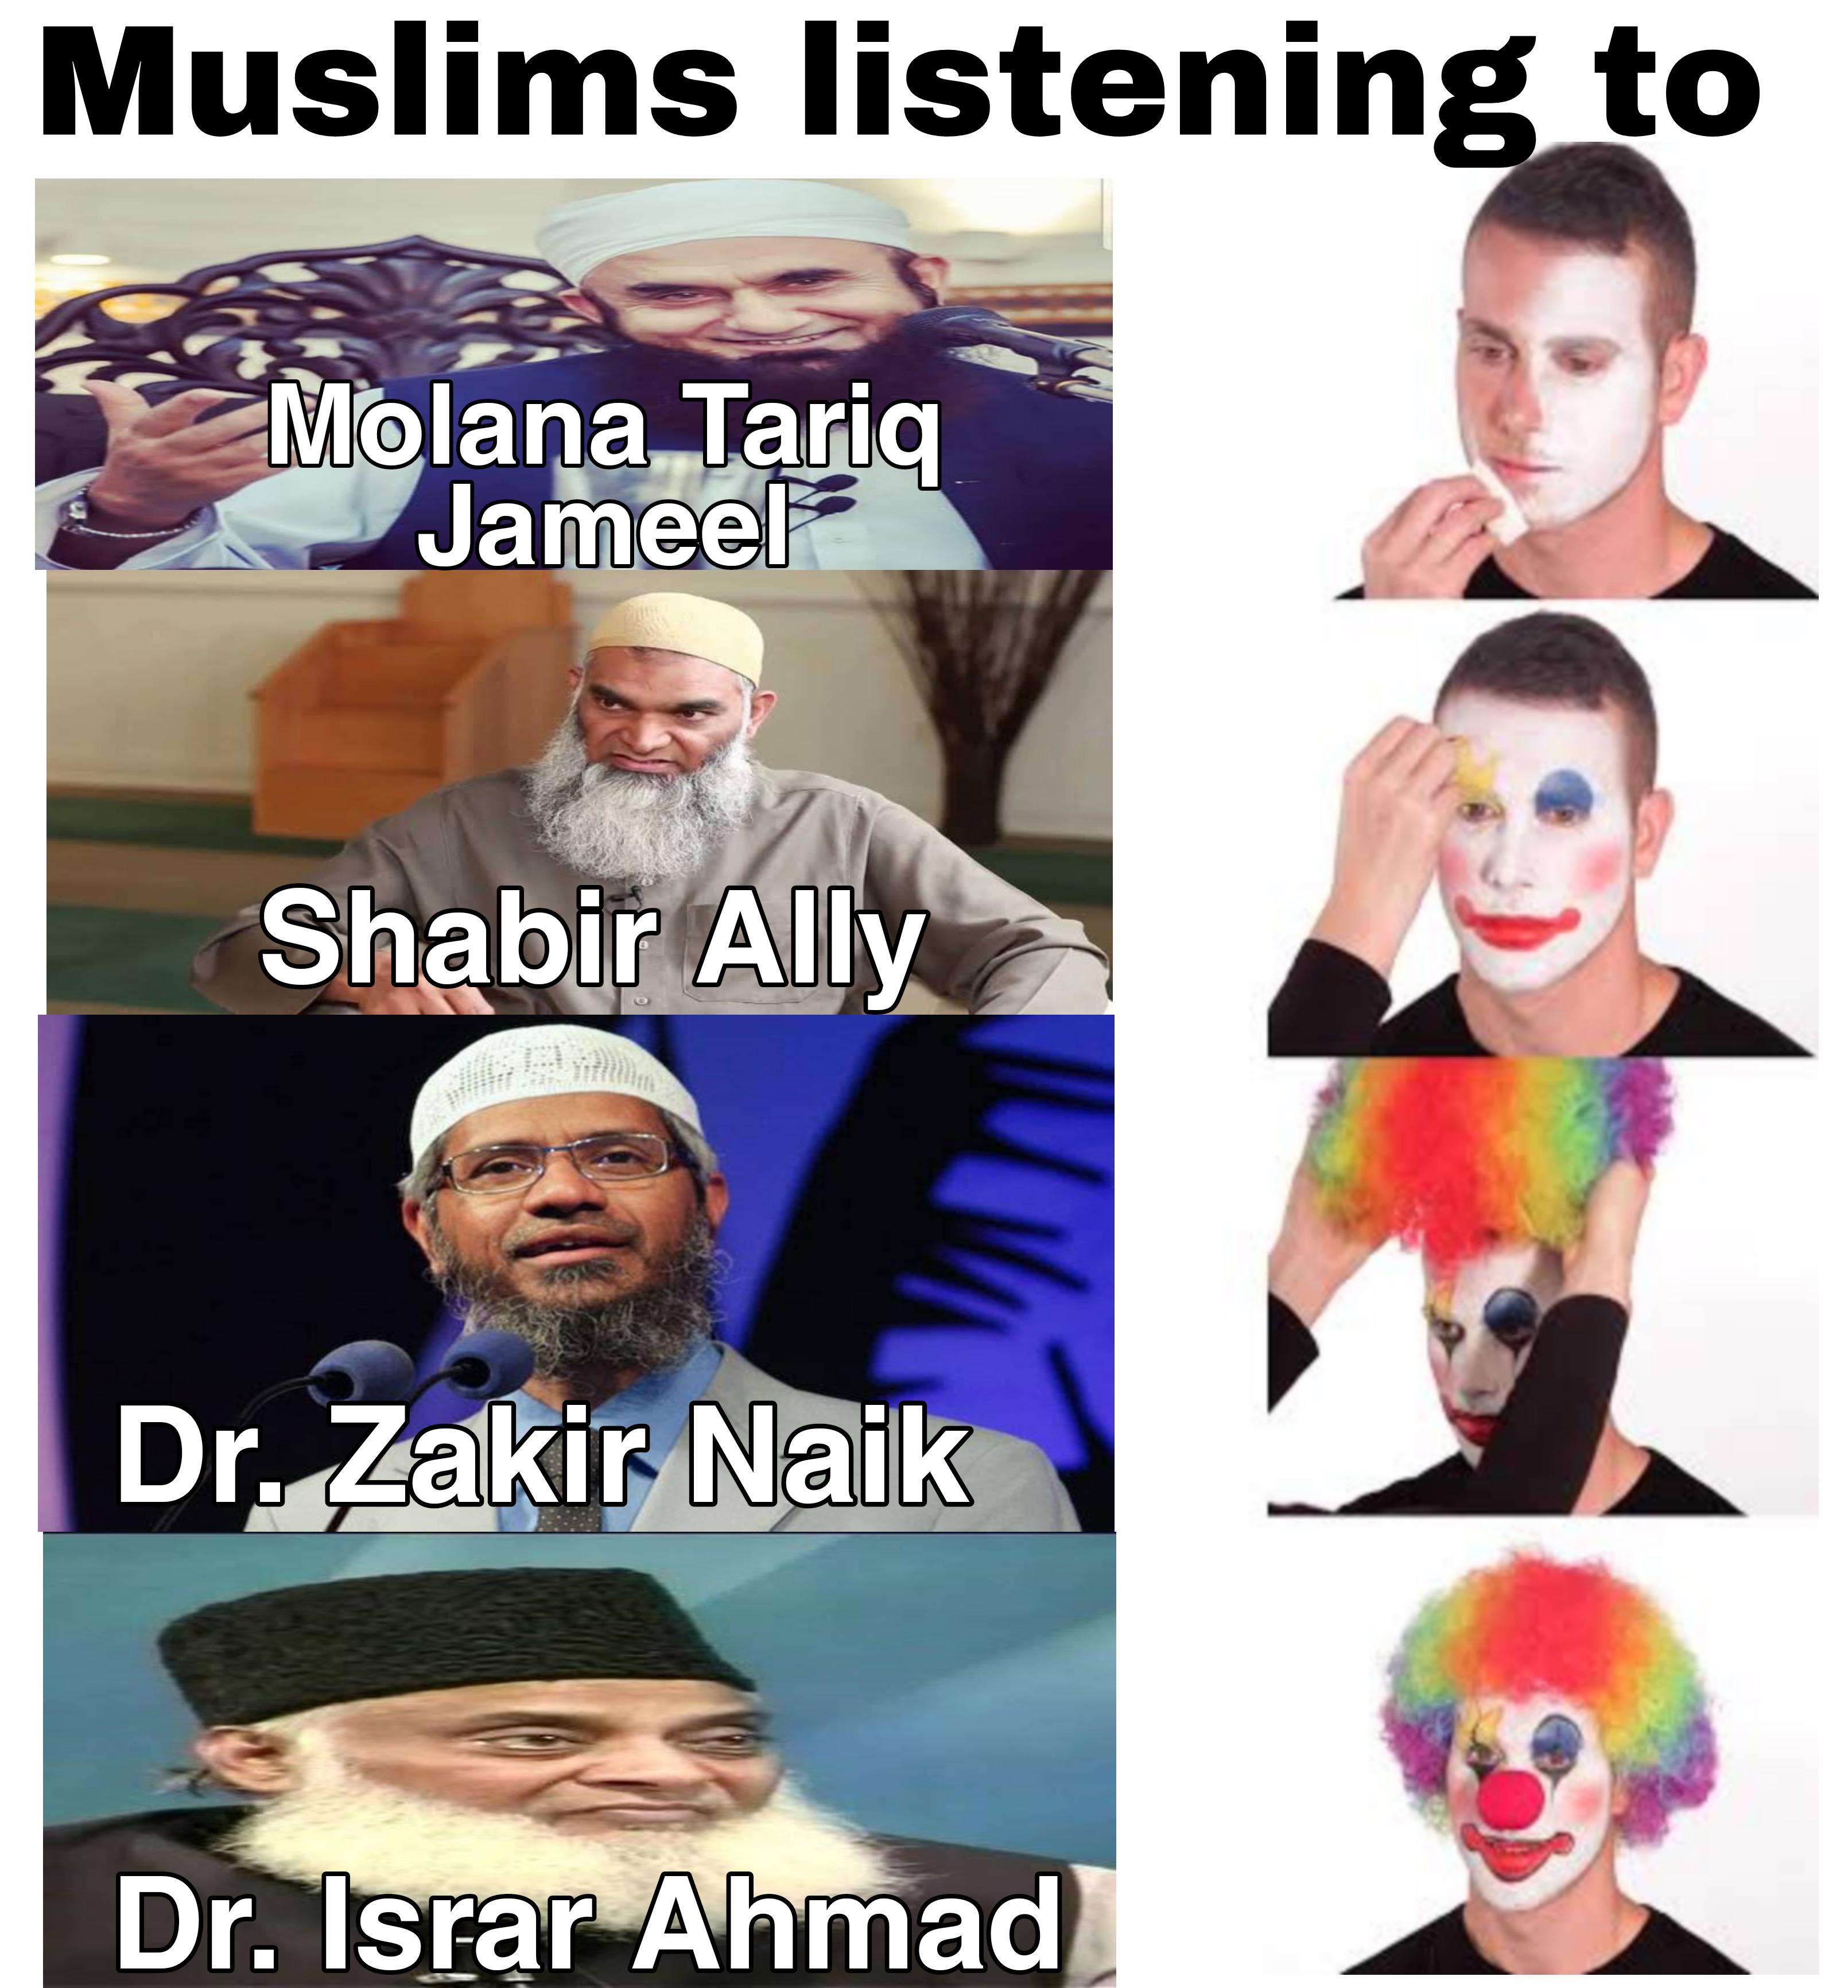 Muslims listening to
Molana Tariq
Jameel
Shabir Ally
Dr. Zakir Naik
Dr. Israr Ahmad